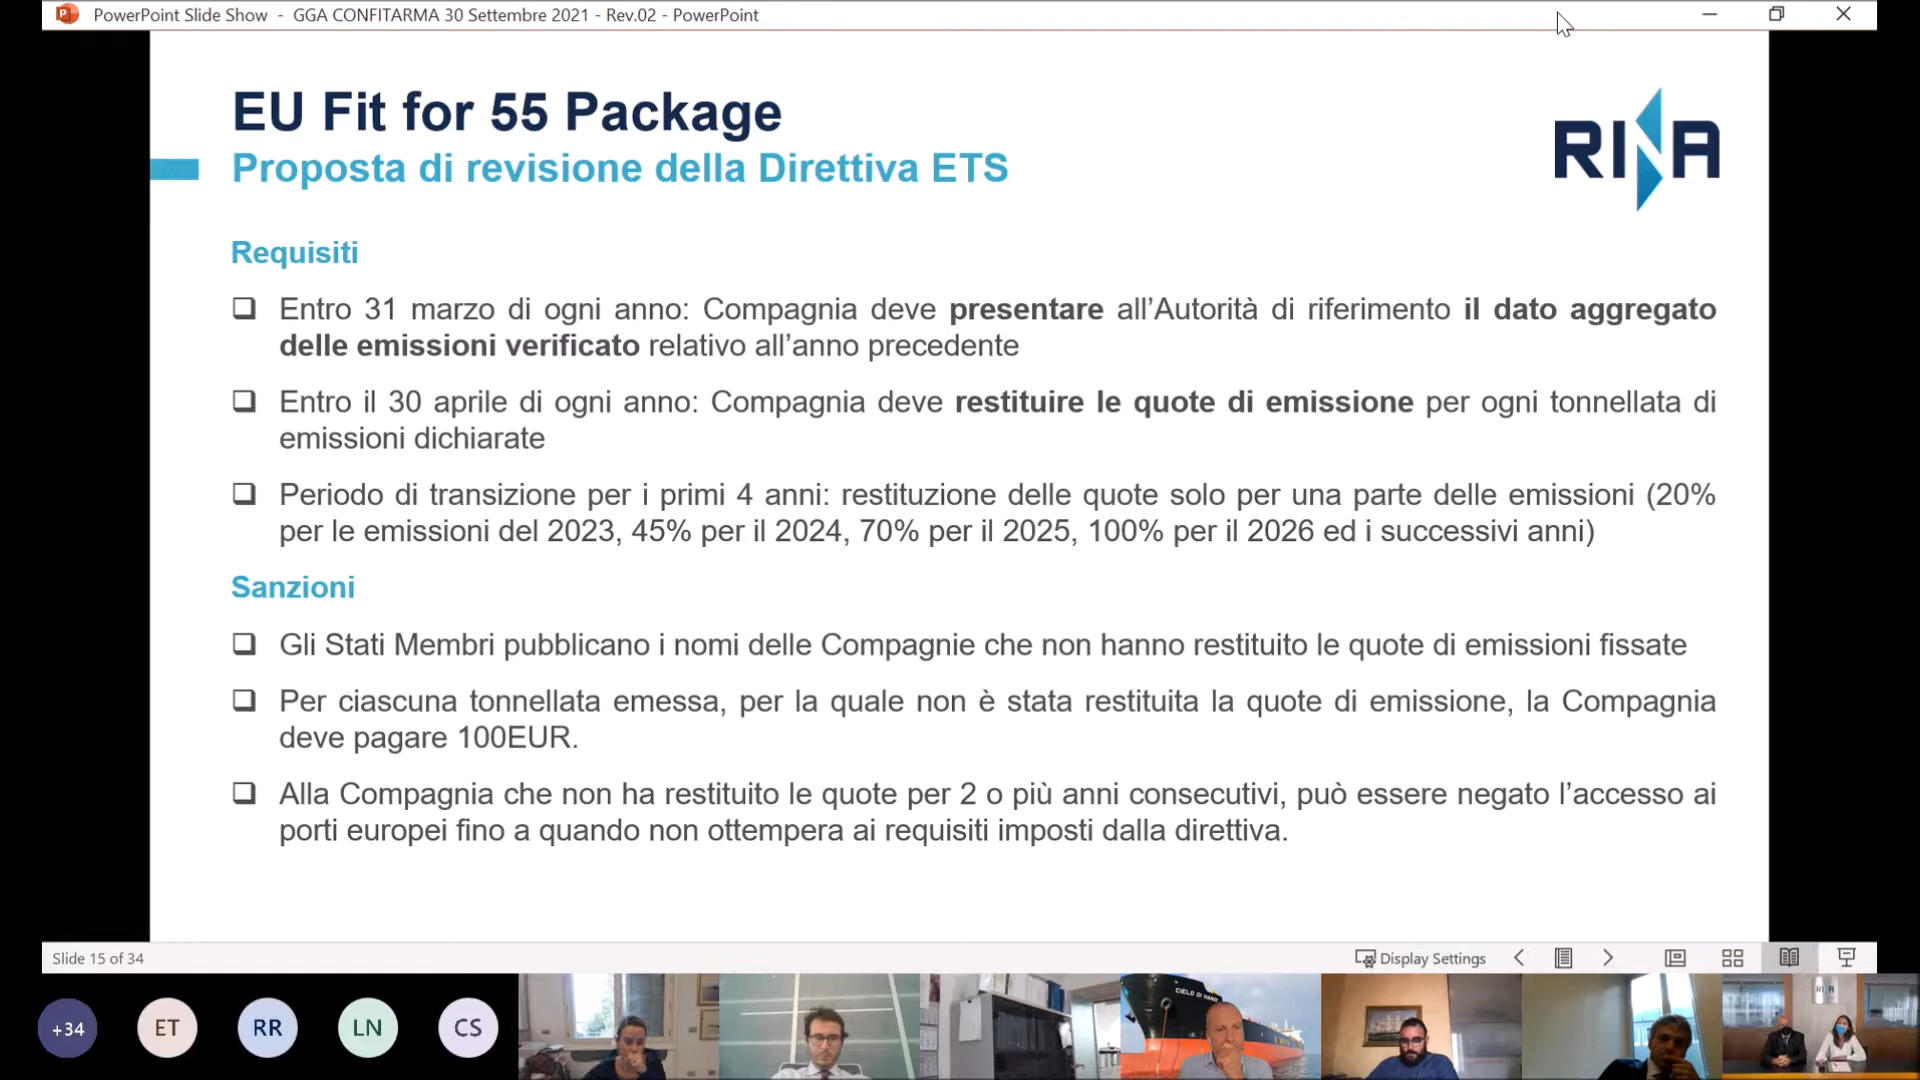 PowerPoint Slide Show - GGA CONFITARMA 30 Settembre 2021 - Rev.02 - PowerPoint
EU Fit for 55 Package
Proposta di revisione della Direttiva ETS
RINA
Requisiti
Entro 31 marzo di ogni anno: Compagnia deve presentare all'Autorità di riferimento il dato aggregato
delle emissioni verificato relativo all'anno precedente
Entro il 30 aprile di ogni anno: Compagnia deve restituire le quote di emissione per ogni tonnellata di
emissioni dichiarate
Periodo di transizione per i primi 4 anni: restituzione delle quote solo per una parte delle emissioni (20%
per le emissioni del 2023, 45% per il 2024, 70% per il 2025, 100% per il 2026 ed i successivi anni)
Sanzioni
Gli Stati Membri pubblicano i nomi delle Compagnie che non hanno restituito le quote di emissioni fissate
Per ciascuna tonnellata emessa, per la quale non è stata restituita la quote di emissione, la Compagnia
deve pagare 100EUR.
Alla Compagnia che non ha restituito le quote per 2 o più anni consecutivi, può essere negato l'accesso ai
porti europei fino a quando non ottempera ai requisiti imposti dalla direttiva.
Slide 15 of 34
Display Settings
+34
ET
RR
LN
CS
CIELO DI
RINA